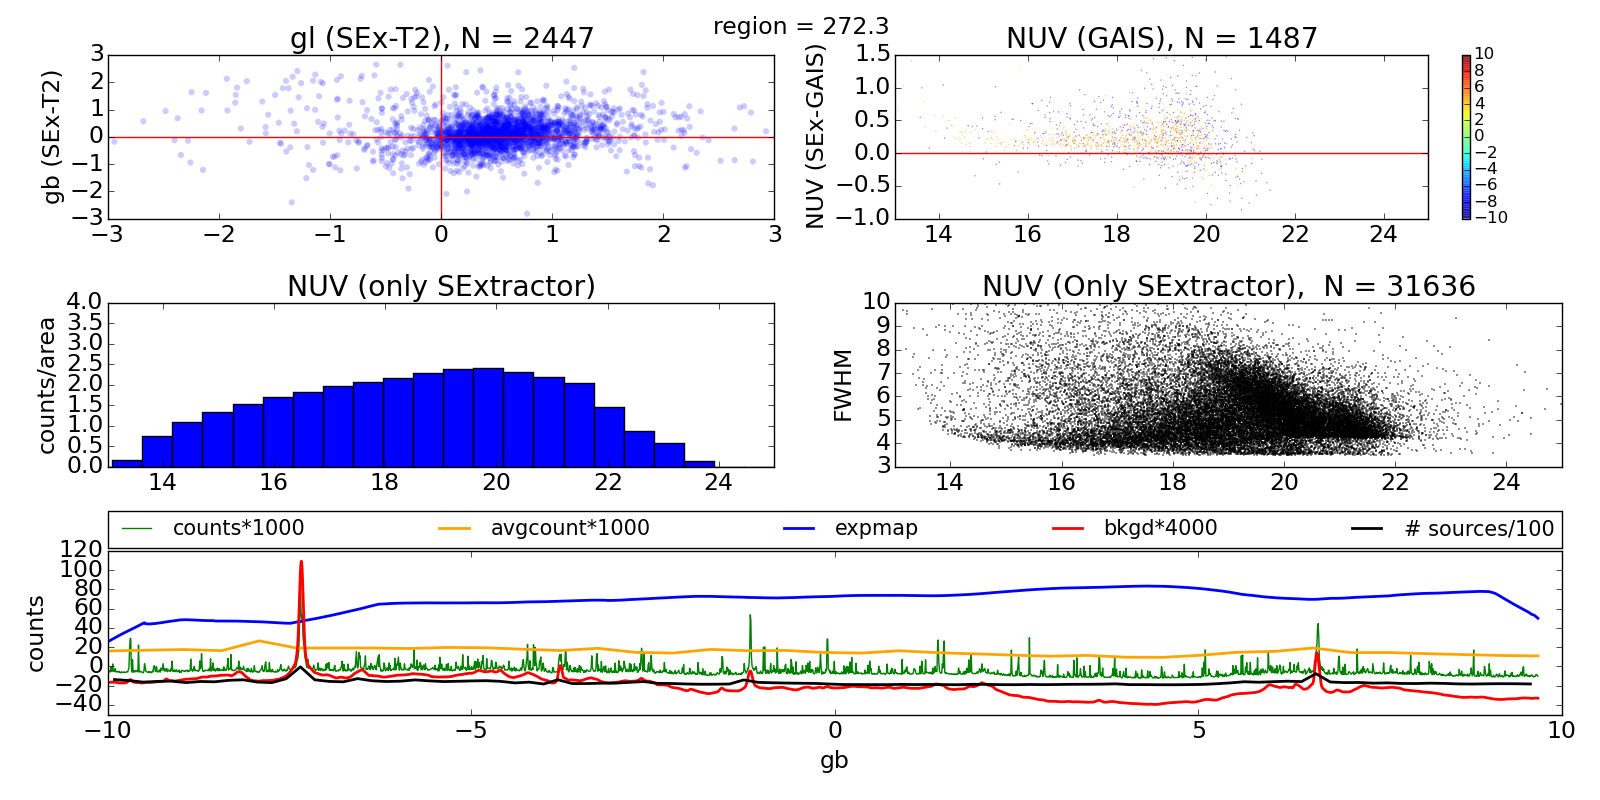 region = 272.3
gl (SEx-T2), N = 2447
gb (SEx-T2)
3
2
1
0
−1
−2
−3
−3 −2 −1 0 1 2 3
NUV (GAIS), N = 1487
NUV (SEx-GAIS)
1.5
1.0
0.5
0.0
−0.5
−1.0
14 16 18 20 22 24
10
8
6
4
2
0
−2
−4
−6
−8
−10
NUV (only SExtractor)
counts/area
4.0
3.5
3.0
2.5
2.0
1.5
1.0
0.5
0.0
14 16 18 20 22 24
NUV (Only SExtractor),  N = 31636
FWHM
10
9
8
7
6
5
4
3
14 16 18 20 22 24
counts*1000 avgcount*1000 expmap bkgd*4000 # sources/100
counts
120
100
80
60
40
20
0
−20
−40
−10 −5 0 5 10
gb